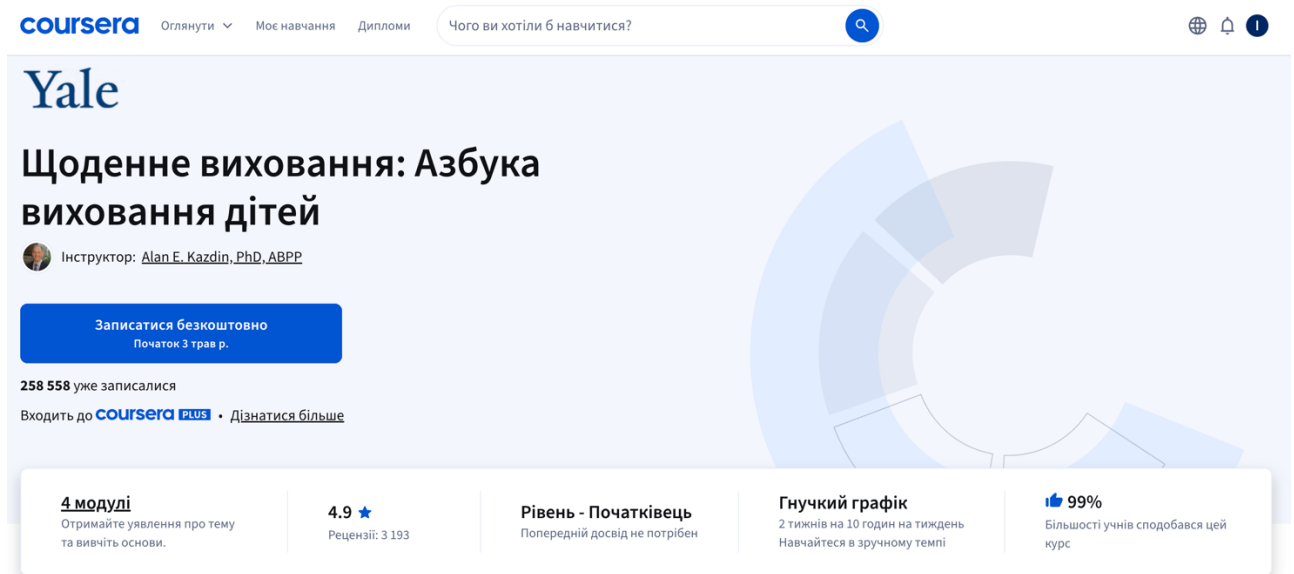 coursera Оглянути Моє навчання Дипломи Чого ви хотіли б навчитися? I
Yale
Щоденне виховання: Азбука
виховання дітей
Інструктор: Alan E. Kazdin, PhD, ABPP
Записатися безкоштовно
Початок 3 трав р.
258 558 уже записалися
Входить до coursera PLUS • Дізнатися більше
4 модулі
Отримайте уявлення про тему
та вивчіть основи.
4.9 ★
Рецензії: 3 193
Рівень - Початківець
Попередній досвід не потрібен
Гнучкий графік
2 тижнів на 10 годин на тиждень
Навчайтеся в зручному темпі
99%
Більшості учнів сподобався цей
курс